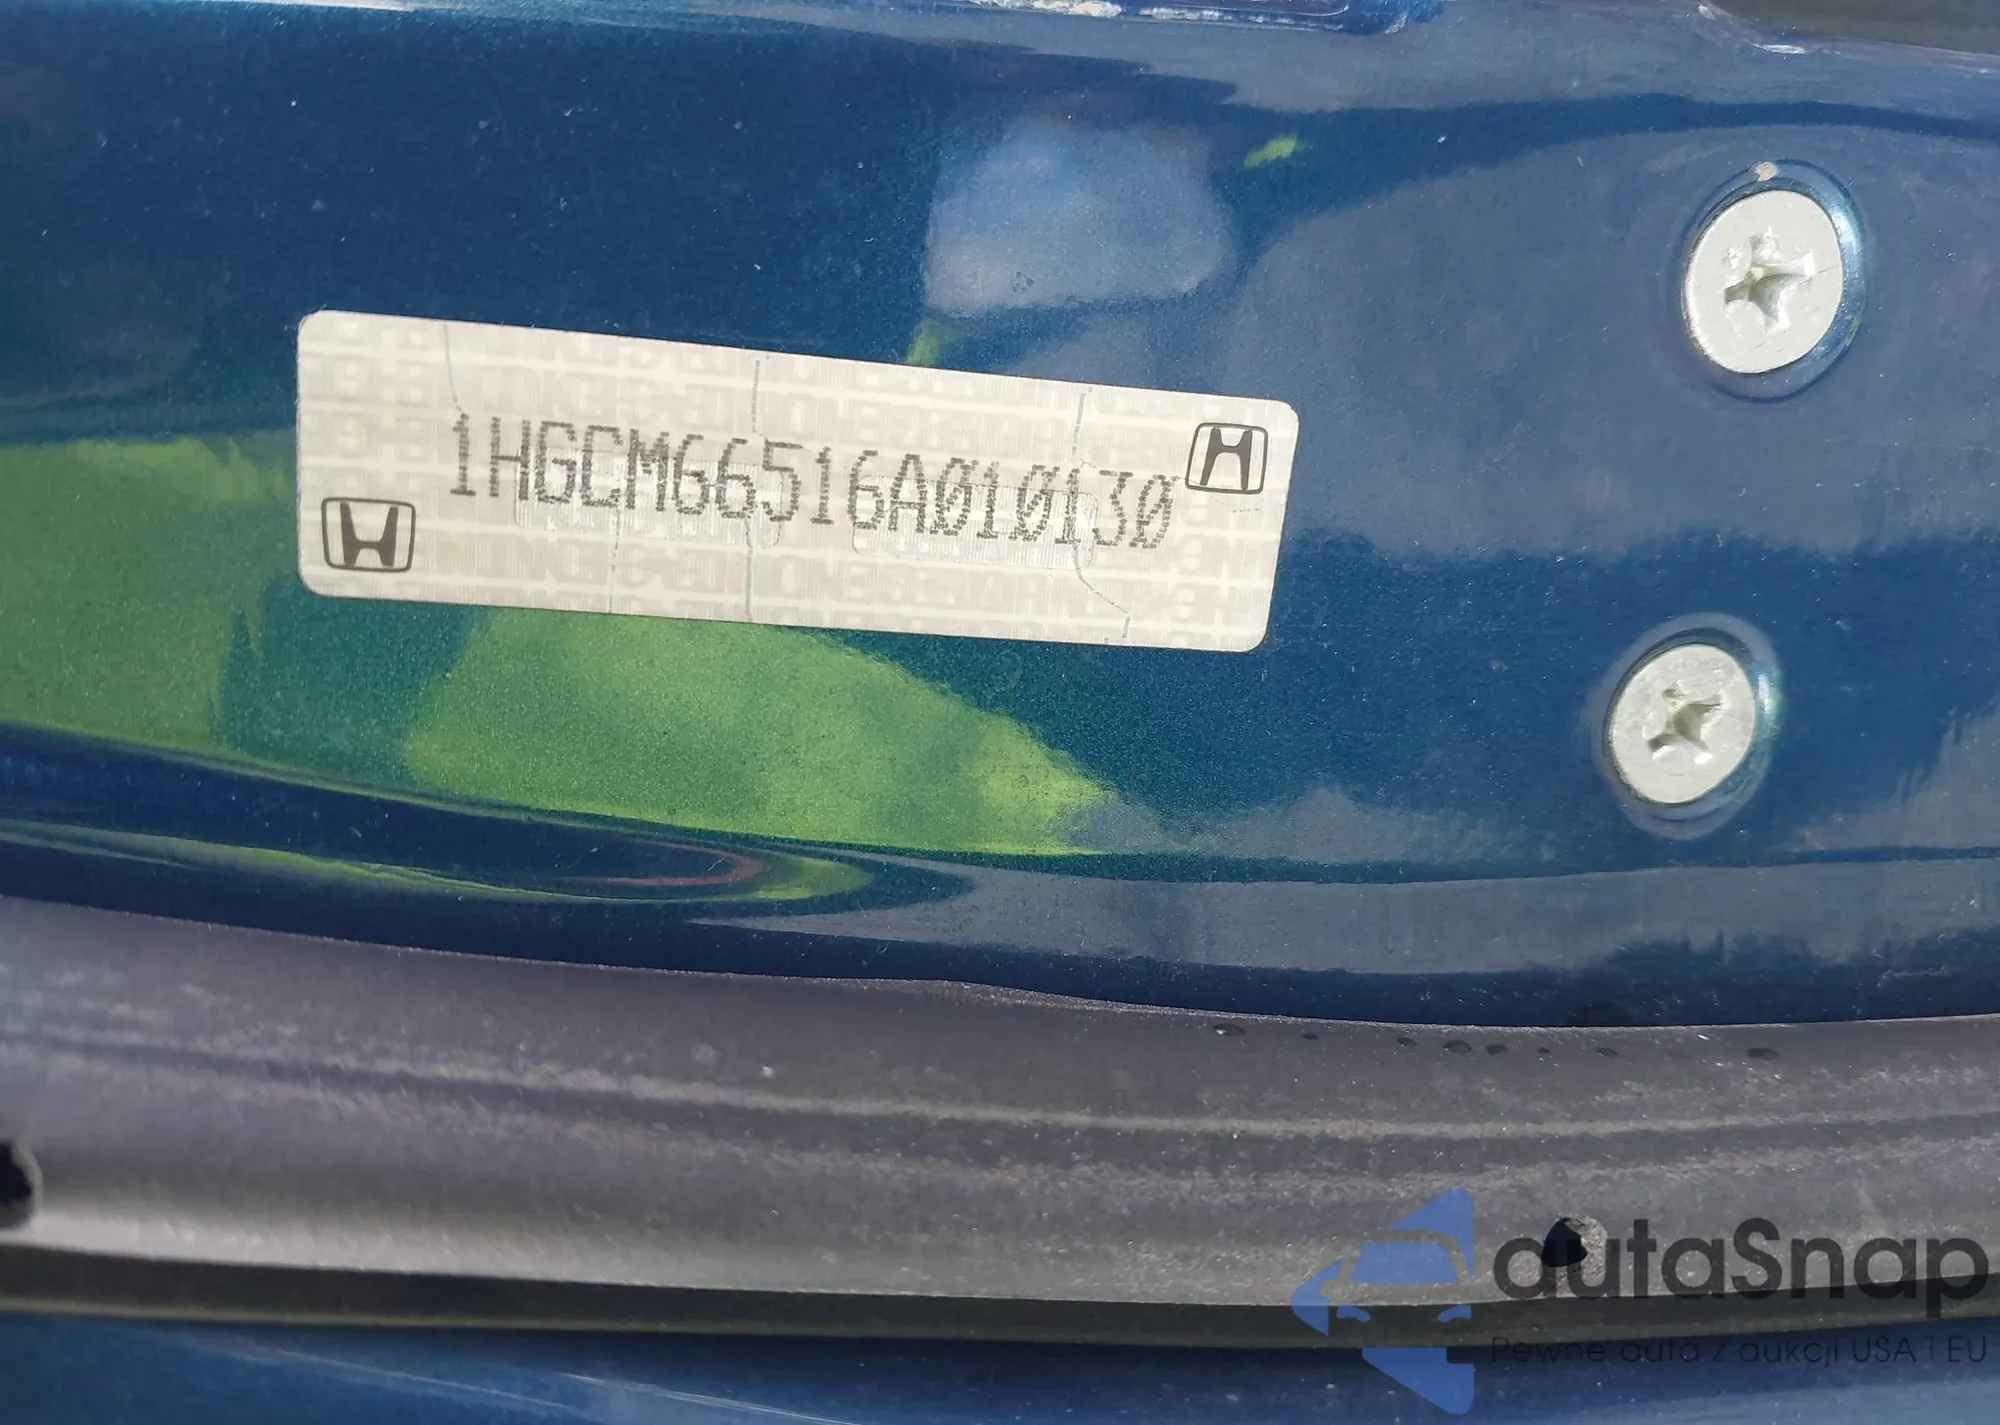 1HGCM66516A010130
autaSnap
Pewne auta z aukcji USA i EU